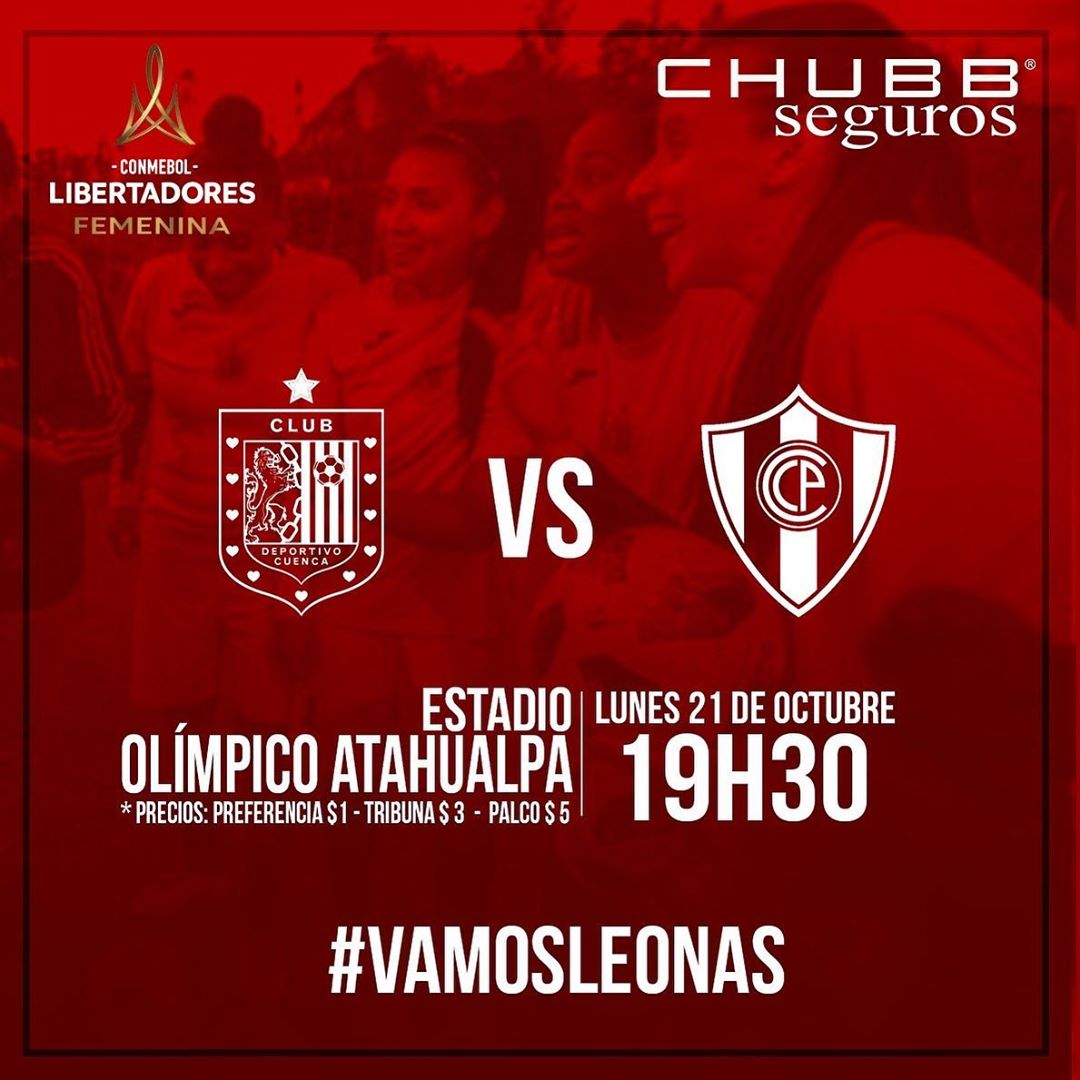 - CONMEBOL -
LIBERTADORES
FEMENINA
CHUBB®
seguros
CLUB
DEPORTIVO
CUENCA
VS
CCP
ESTADIO
OLÍMPICO ATAHUALPA
* PRECIOS: PREFERENCIA $1 - TRIBUNA $ 3 - PALCO $ 5
LUNES 21 DE OCTUBRE
19H30
#VAMOSLEONAS